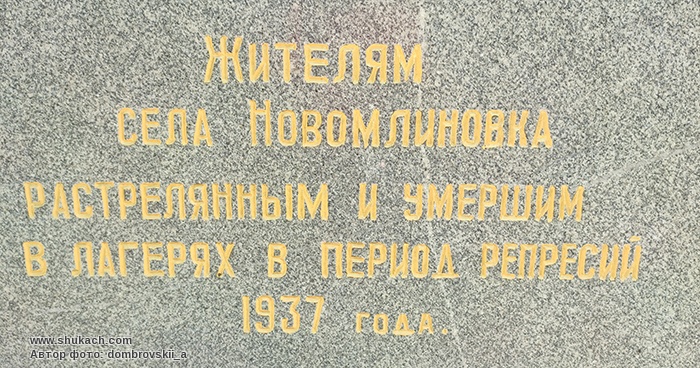 Жителям
села Новомлиновка
растрелянным и умершим
в лагерях в период репресий
1937 года.
www.shukach.com
Автор фото: dombrovskii_a